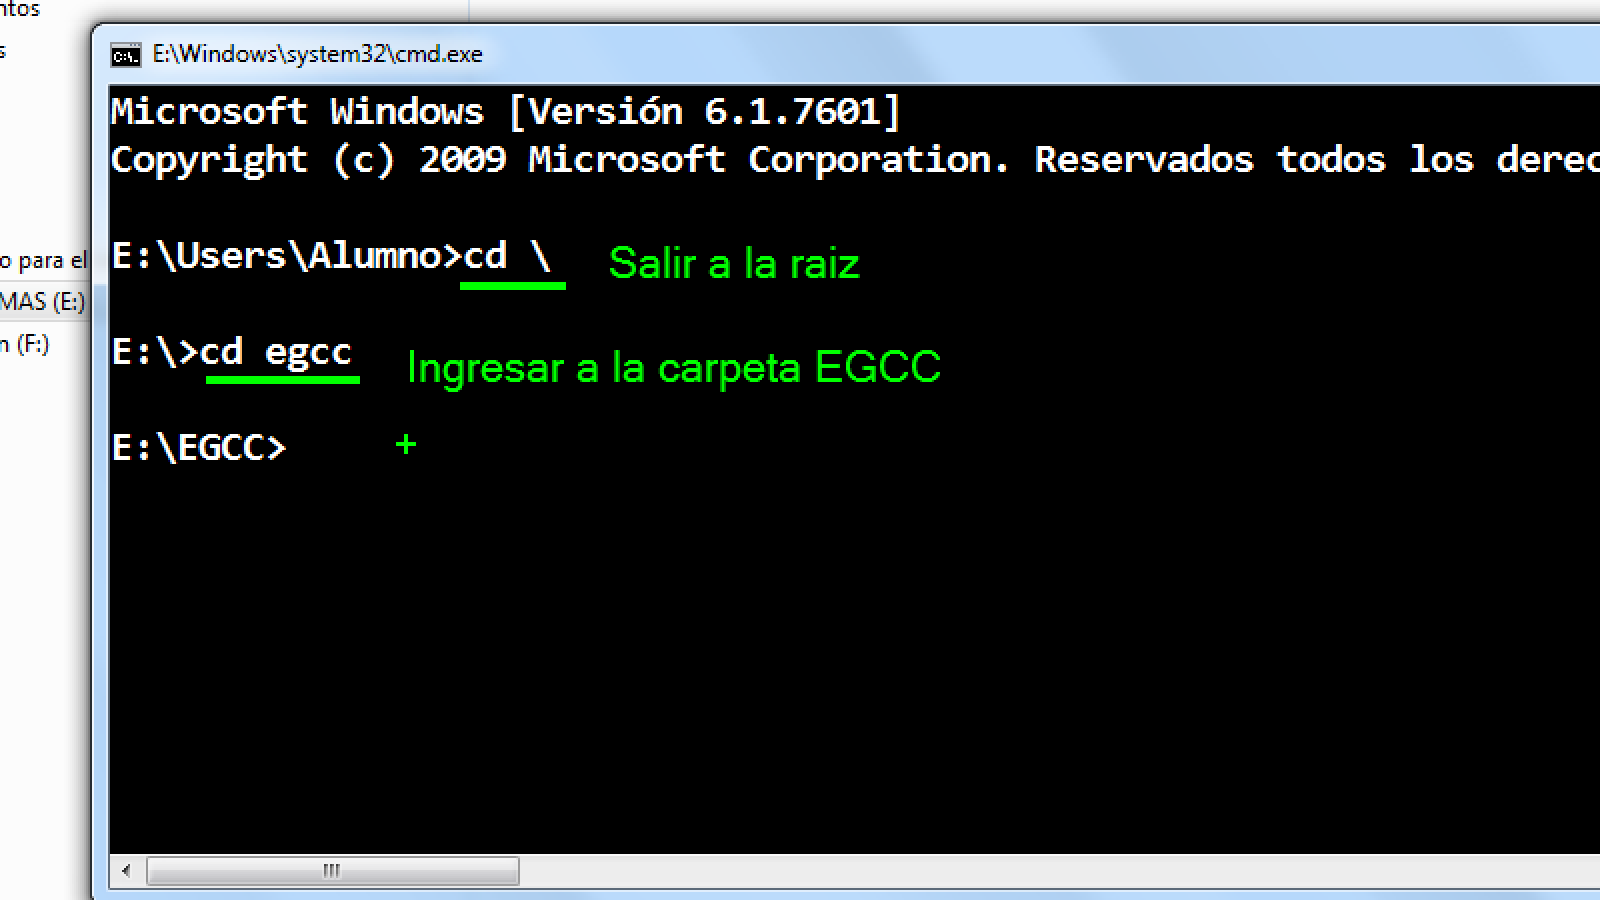 ntos
s
E:\Windows\system32\cmd.exe
Microsoft Windows [Versión 6.1.7601]
Copyright (c) 2009 Microsoft Corporation. Reservados todos los derec
o para el
MAS (E:)
n (F:)
E:\Users\Alumno>cd \ Salir a la raiz
E:\>cd egcc Ingresar a la carpeta EGCC
E:\EGCC> +